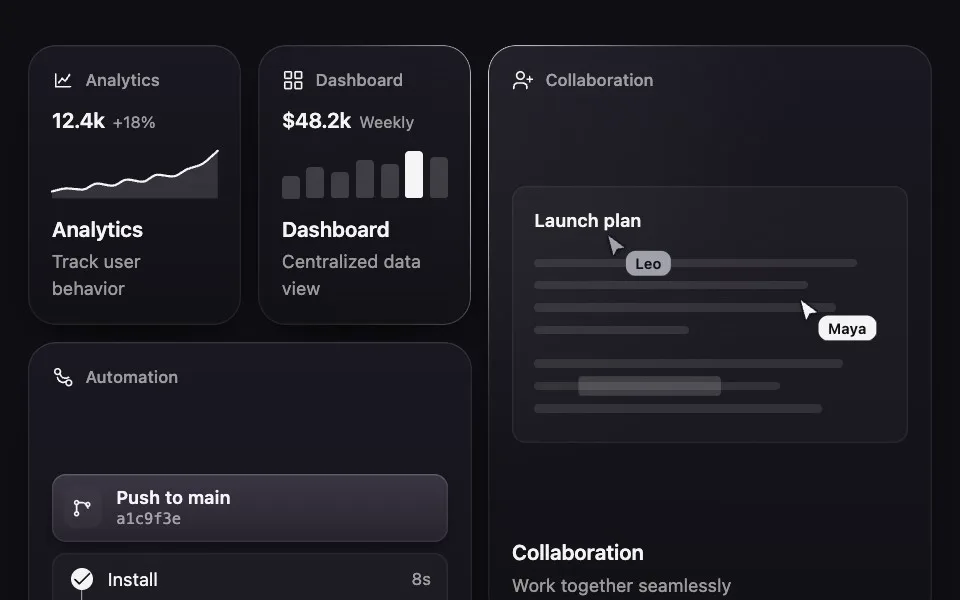 Analytics
12.4k +18%
Analytics
Track user
behavior
Dashboard
$48.2k Weekly
Dashboard
Centralized data
view
Collaboration
Launch plan
Leo
Maya
Collaboration
Work together seamlessly
Automation
Push to main
a1c9f3e
Install 8s